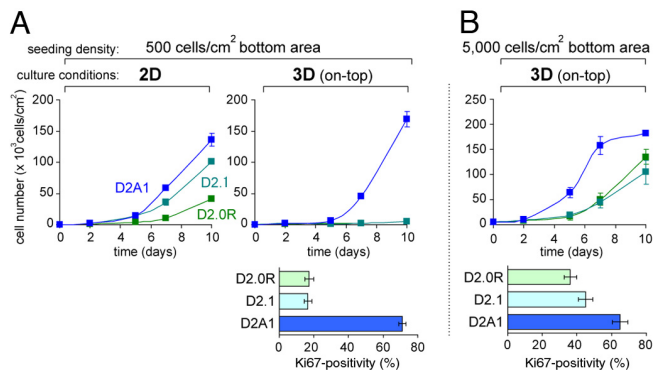 A
B
seeding density: 500 cells/cm2 bottom area
5,000 cells/cm2 bottom area
culture conditions: 2D
3D (on-top)
3D (on-top)
cell number (x 10³cells/cm²)
200
150
100
50
0
D2A1
D2.1
D2.0R
0 2 4 6 8 10
time (days)
200
150
100
50
0
0 2 4 6 8 10
time (days)
250
200
150
100
50
0
0 2 4 6 8 10
time (days)
D2.0R
D2.1
D2A1
0 20 40 60 80
Ki67-positivity (%)
D2.0R
D2.1
D2A1
0 20 40 60 80
Ki67-positivity (%)